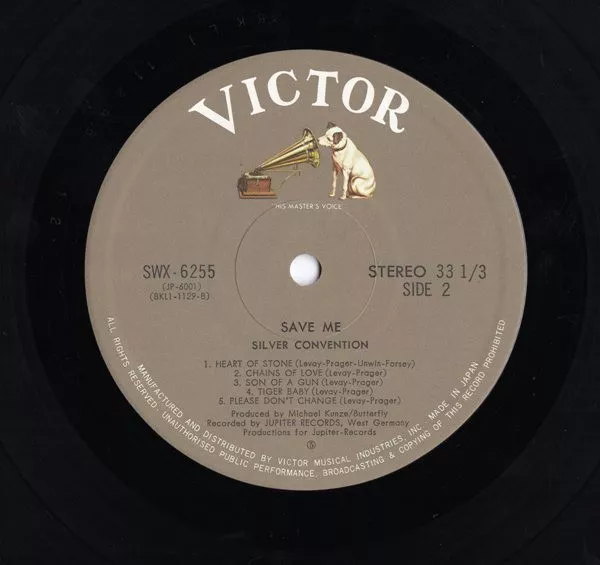 VICTOR
"HIS MASTER'S VOICE"
SWX-6255
(JP-6001)
(BKL1-1129-B)
STEREO 33 1/3
SIDE 2
SAVE ME
SILVER CONVENTION
1. HEART OF STONE (Levay-Prager-Unwin-Forsey)
2. CHAINS OF LOVE (Levay-Prager)
3. SON OF A GUN (Levay-Prager)
4. TIGER BABY (Levay-Prager)
5. PLEASE DON'T CHANGE (Levay-Prager)
Produced by Michael Kunze/Butterfly
Recorded by JUPITER RECORDS, West Germany
Productions for Jupiter-Records
Ⓢ
MANUFACTURED AND DISTRIBUTED BY VICTOR MUSICAL INDUSTRIES, INC. MADE IN JAPAN
ALL RIGHTS RESERVED. UNAUTHORISED PUBLIC PERFORMANCE, BROADCASTING & COPYING OF THIS RECORD PROHIBITED